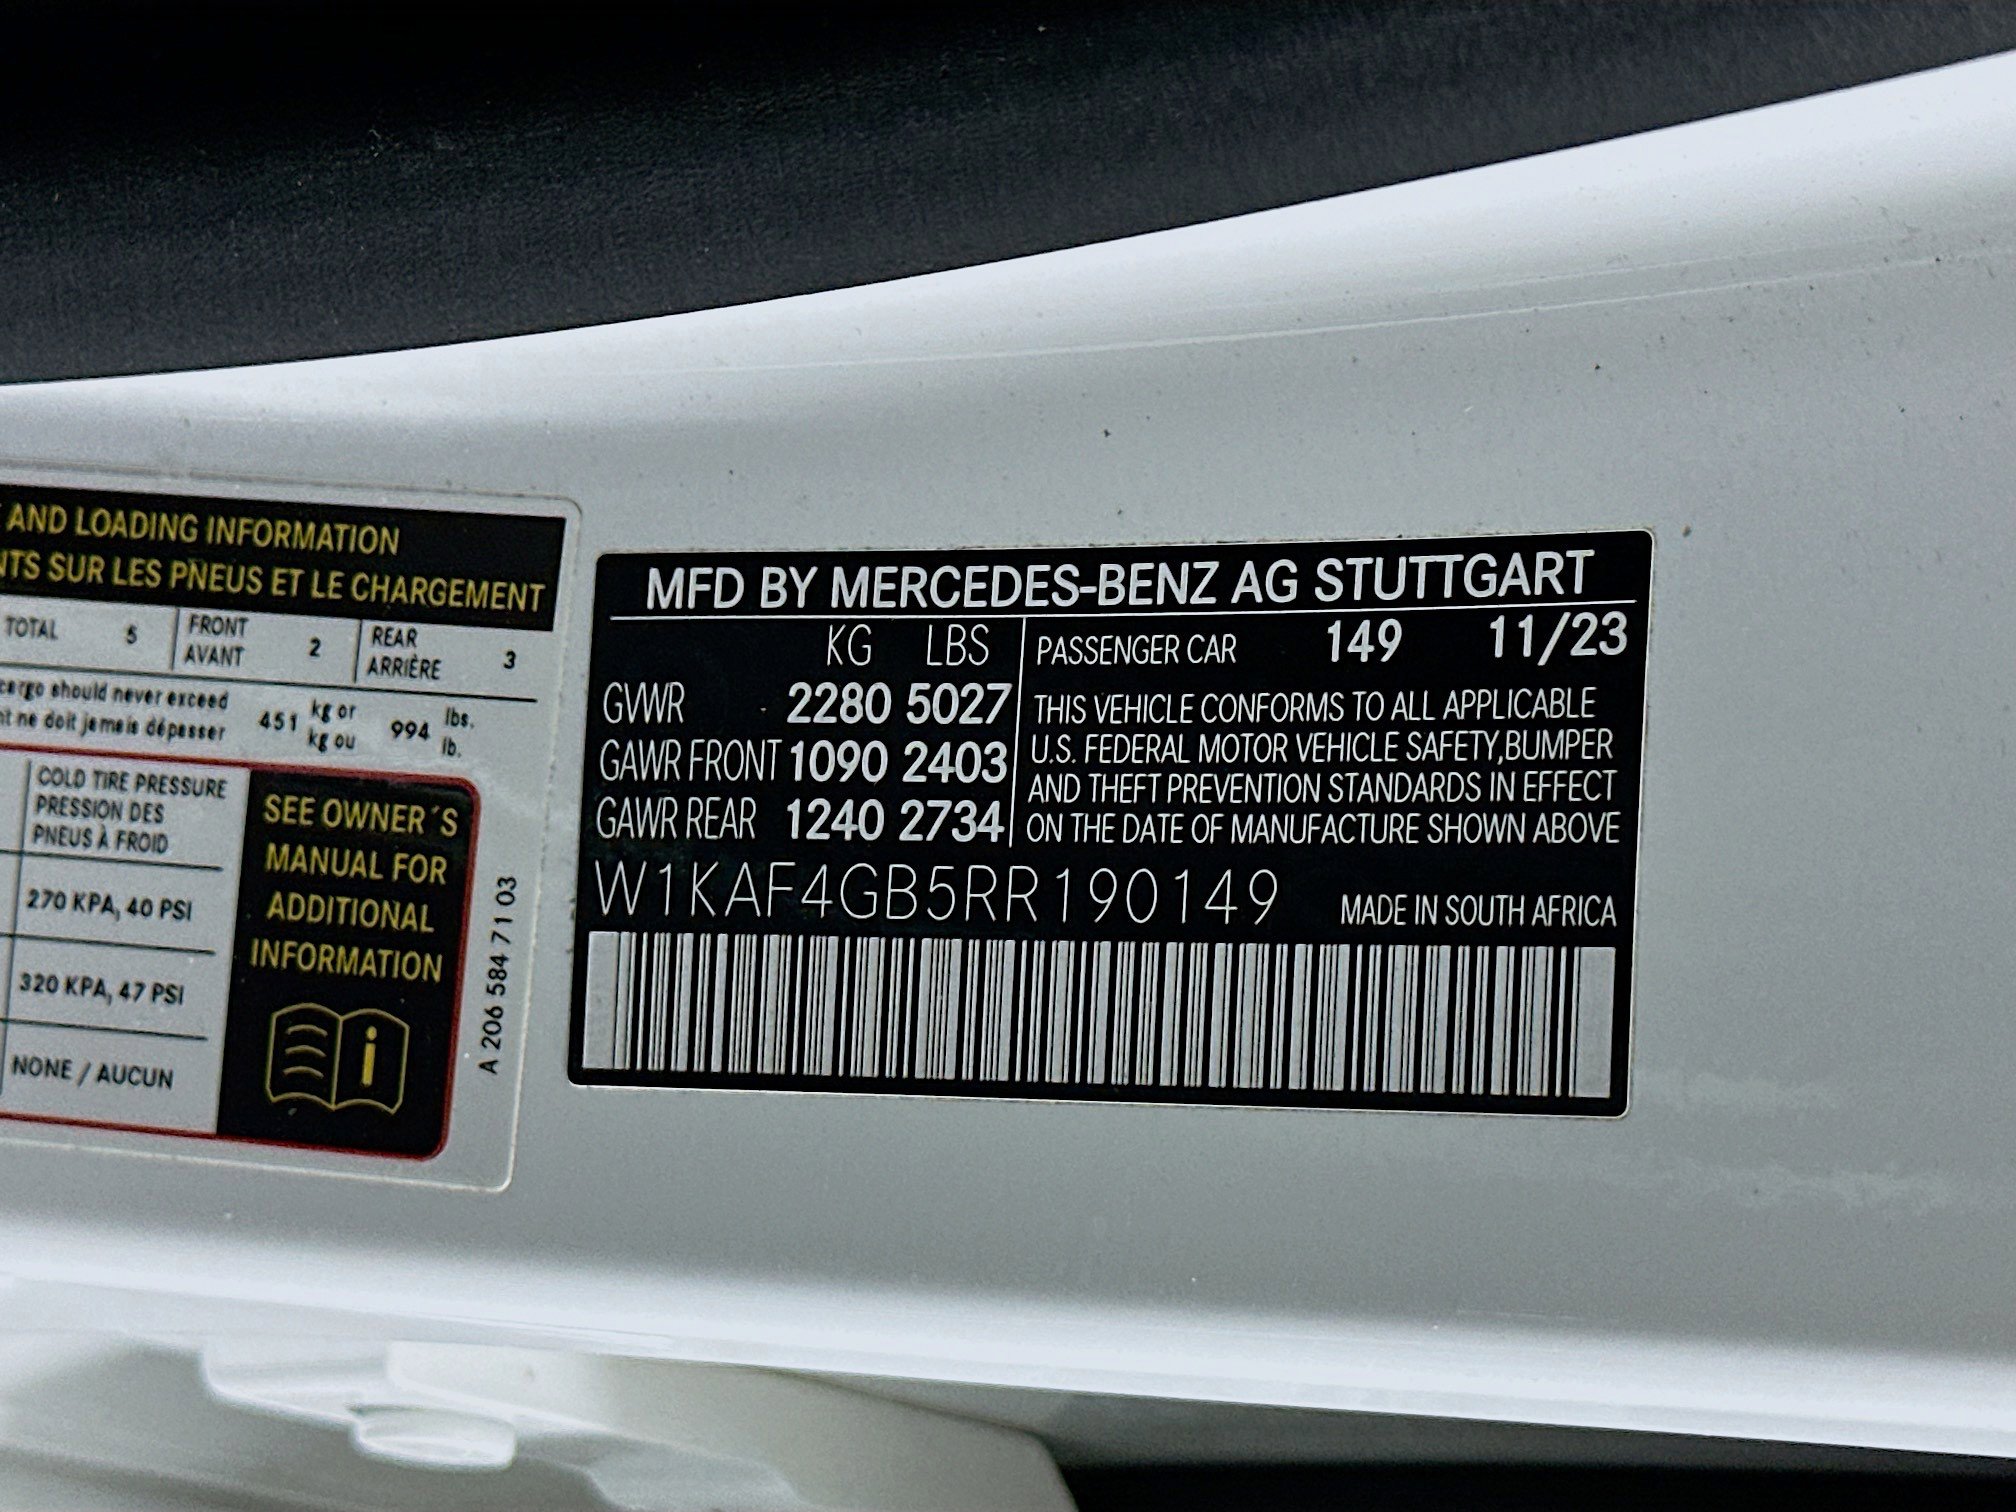 AND LOADING INFORMATION
SUR LES PNEUS ET LE CHARGEMENT
TOTAL 5 FRONT AVANT 2 REAR ARRIÈRE 3
cargo should never exceed 451 kg or 994 lbs.
ne doit jamais dépasser kg ou lb.
COLD TIRE PRESSURE
PRESSION DES
PNEUS À FROID
270 KPA, 40 PSI
320 KPA, 47 PSI
NONE / AUCUN
SEE OWNER´S
MANUAL FOR
ADDITIONAL
INFORMATION
i
A 206 584 71 03
MFD BY MERCEDES-BENZ AG STUTTGART
KG LBS
GVWR 2280 5027
GAWR FRONT 1090 2403
GAWR REAR 1240 2734
PASSENGER CAR 149 11/23
THIS VEHICLE CONFORMS TO ALL APPLICABLE
U.S. FEDERAL MOTOR VEHICLE SAFETY,BUMPER
AND THEFT PREVENTION STANDARDS IN EFFECT
ON THE DATE OF MANUFACTURE SHOWN ABOVE
W1KAF4GB5RR190149 MADE IN SOUTH AFRICA